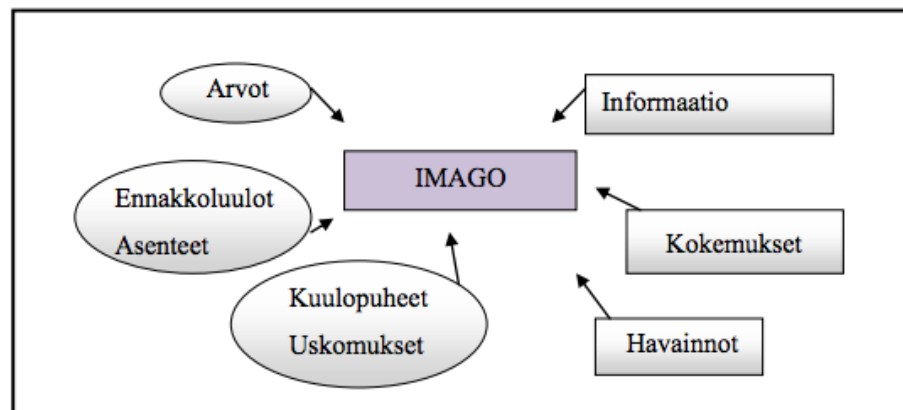 Arvot
Informaatio
IMAGO
Ennakkoluulot
Asenteet
Kokemukset
Kuulopuheet
Uskomukset
Havainnot